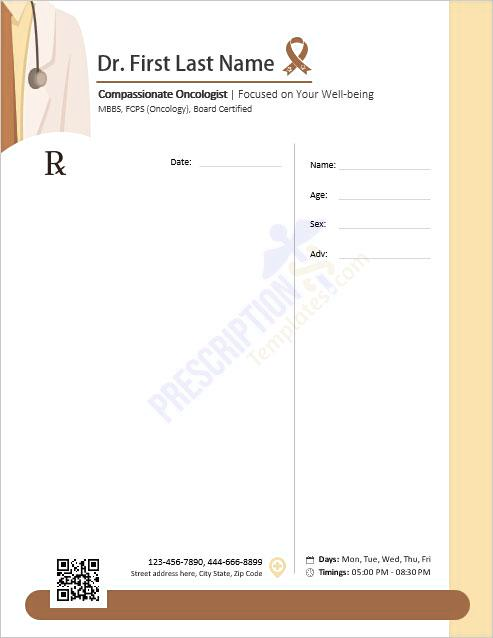 Dr. First Last Name
Compassionate Oncologist | Focused on Your Well-being
MBBS, FCPS (Oncology), Board Certified
Rx
Date:
Name:
Age:
Sex:
Adv:
PRESCRIPTION
Templates.com
123-456-7890, 444-666-8899
Street address here, City State, Zip Code
Days: Mon, Tue, Wed, Thu, Fri
Timings: 05:00 PM - 08:30 PM